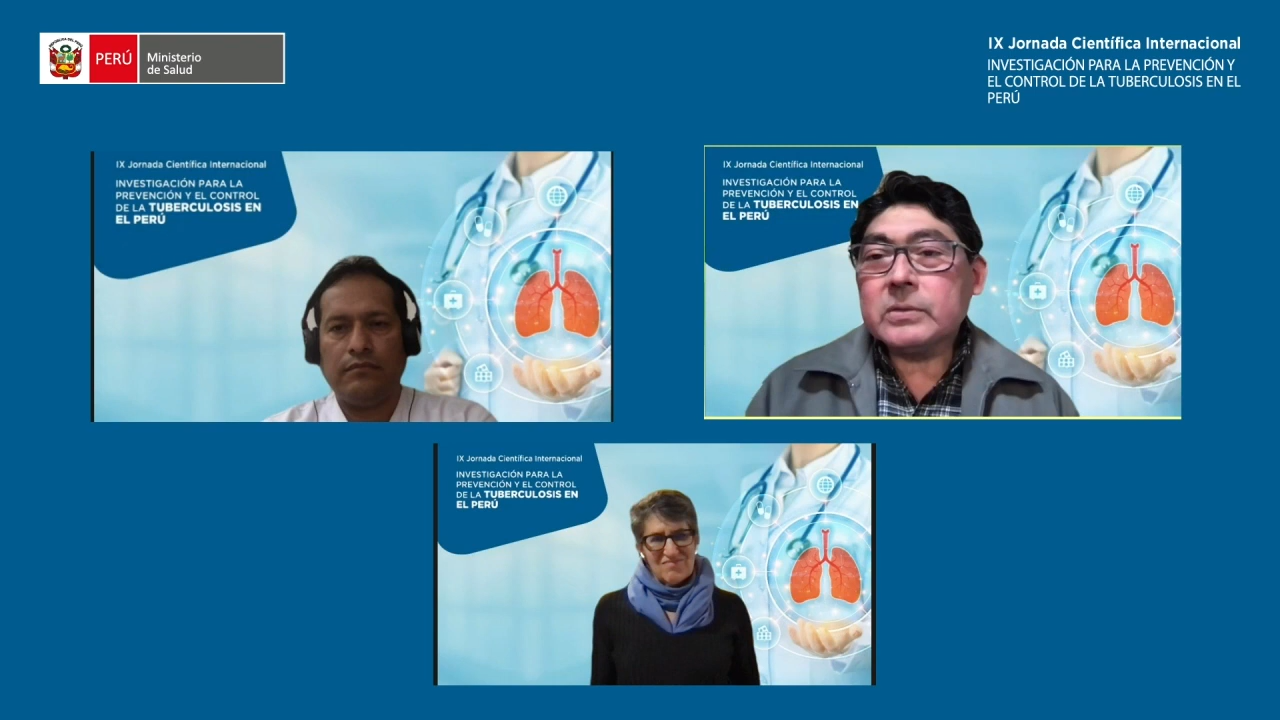 PERÚ
Ministerio
de Salud
IX Jornada Científica Internacional
INVESTIGACIÓN PARA LA PREVENCIÓN Y
EL CONTROL DE LA TUBERCULOSIS EN EL
PERÚ
IX Jornada Científica Internacional
INVESTIGACIÓN PARA LA
PREVENCIÓN Y EL CONTROL
DE LA TUBERCULOSIS EN
EL PERÚ
IX Jornada Científica Internacional
INVESTIGACIÓN PARA LA
PREVENCIÓN Y EL CONTROL
DE LA TUBERCULOSIS EN
EL PERÚ
IX Jornada Científica Internacional
INVESTIGACIÓN PARA LA
PREVENCIÓN Y EL CONTROL
DE LA TUBERCULOSIS EN
EL PERÚ